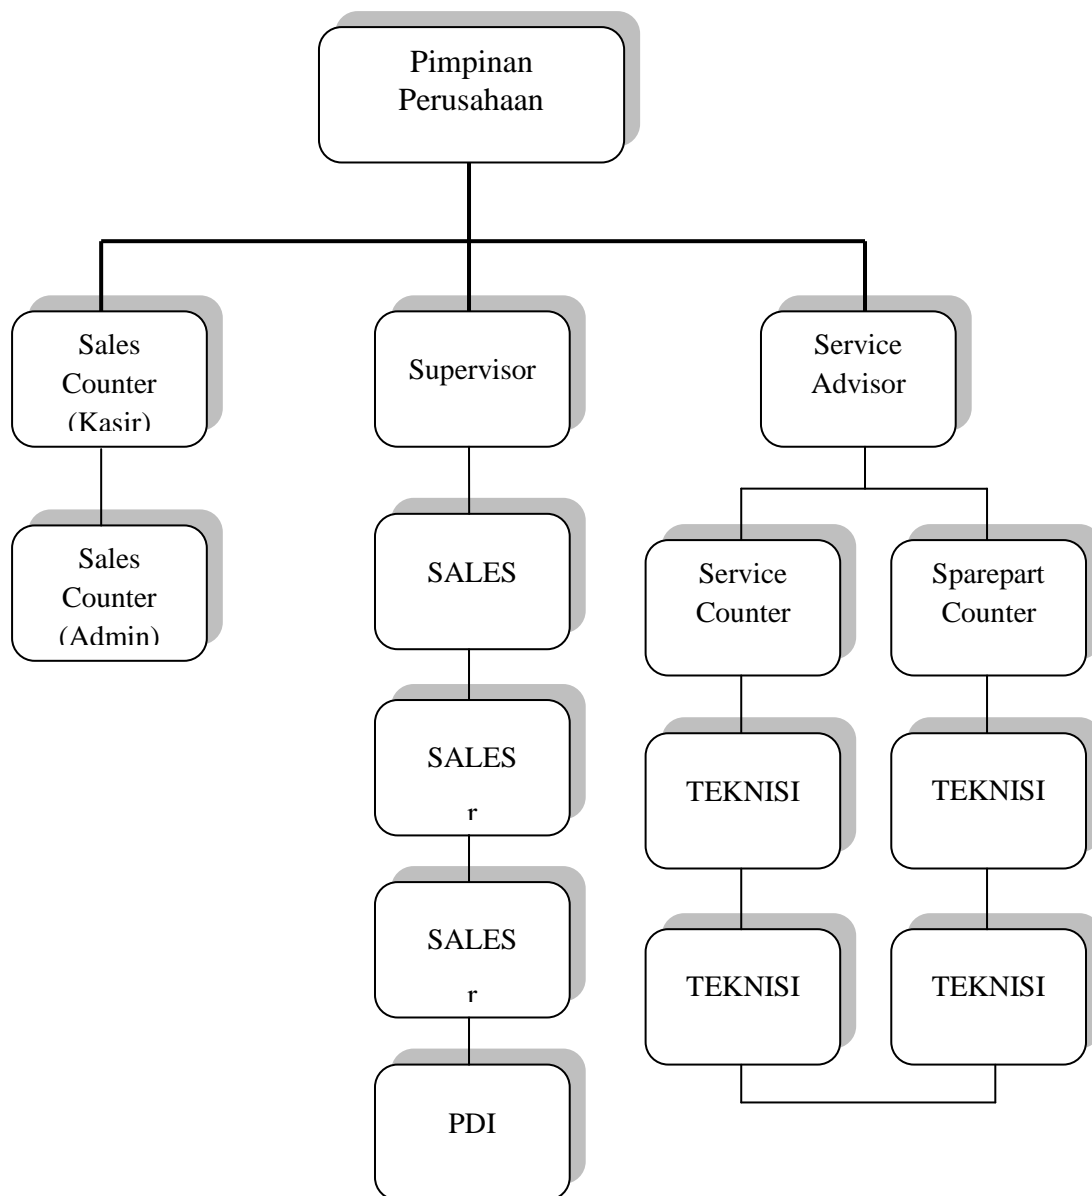 Pimpinan
Perusahaan
Sales
Counter
(Kasir)
Supervisor
Service
Advisor
Sales
Counter
(Admin)
SALES
Service
Counter
Sparepart
Counter
SALES
r
TEKNISI
TEKNISI
SALES
r
TEKNISI
TEKNISI
PDI